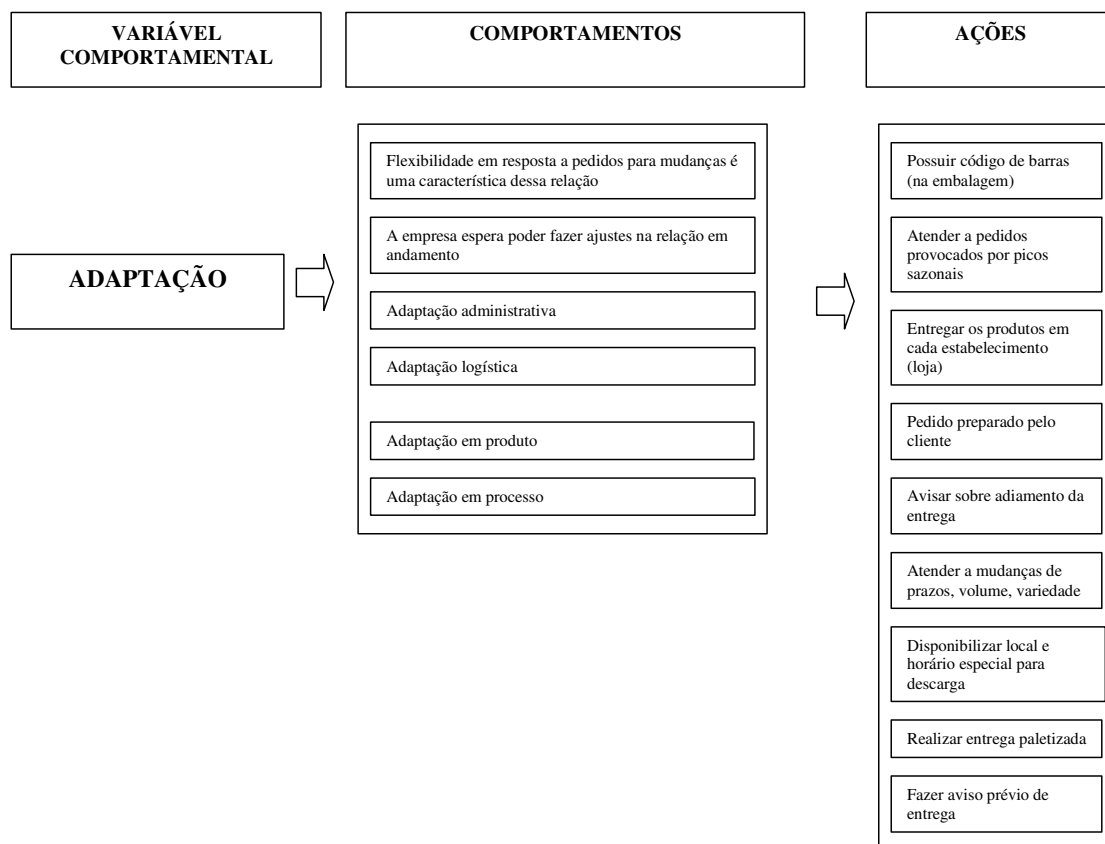 VARIÁVEL
COMPORTAMENTAL
COMPORTAMENTOS
AÇÕES
ADAPTAÇÃO
Flexibilidade em resposta a pedidos para mudanças é
uma característica dessa relação
A empresa espera poder fazer ajustes na relação em
andamento
Adaptação administrativa
Adaptação logística
Adaptação em produto
Adaptação em processo
Possuir código de barras
(na embalagem)
Atender a pedidos
provocados por picos
sazonais
Entregar os produtos em
cada estabelecimento
(loja)
Pedido preparado pelo
cliente
Avisar sobre adiamento da
entrega
Atender a mudanças de
prazos, volume, variedade
Disponibilizar local e
horário especial para
descarga
Realizar entrega paletizada
Fazer aviso prévio de
entrega